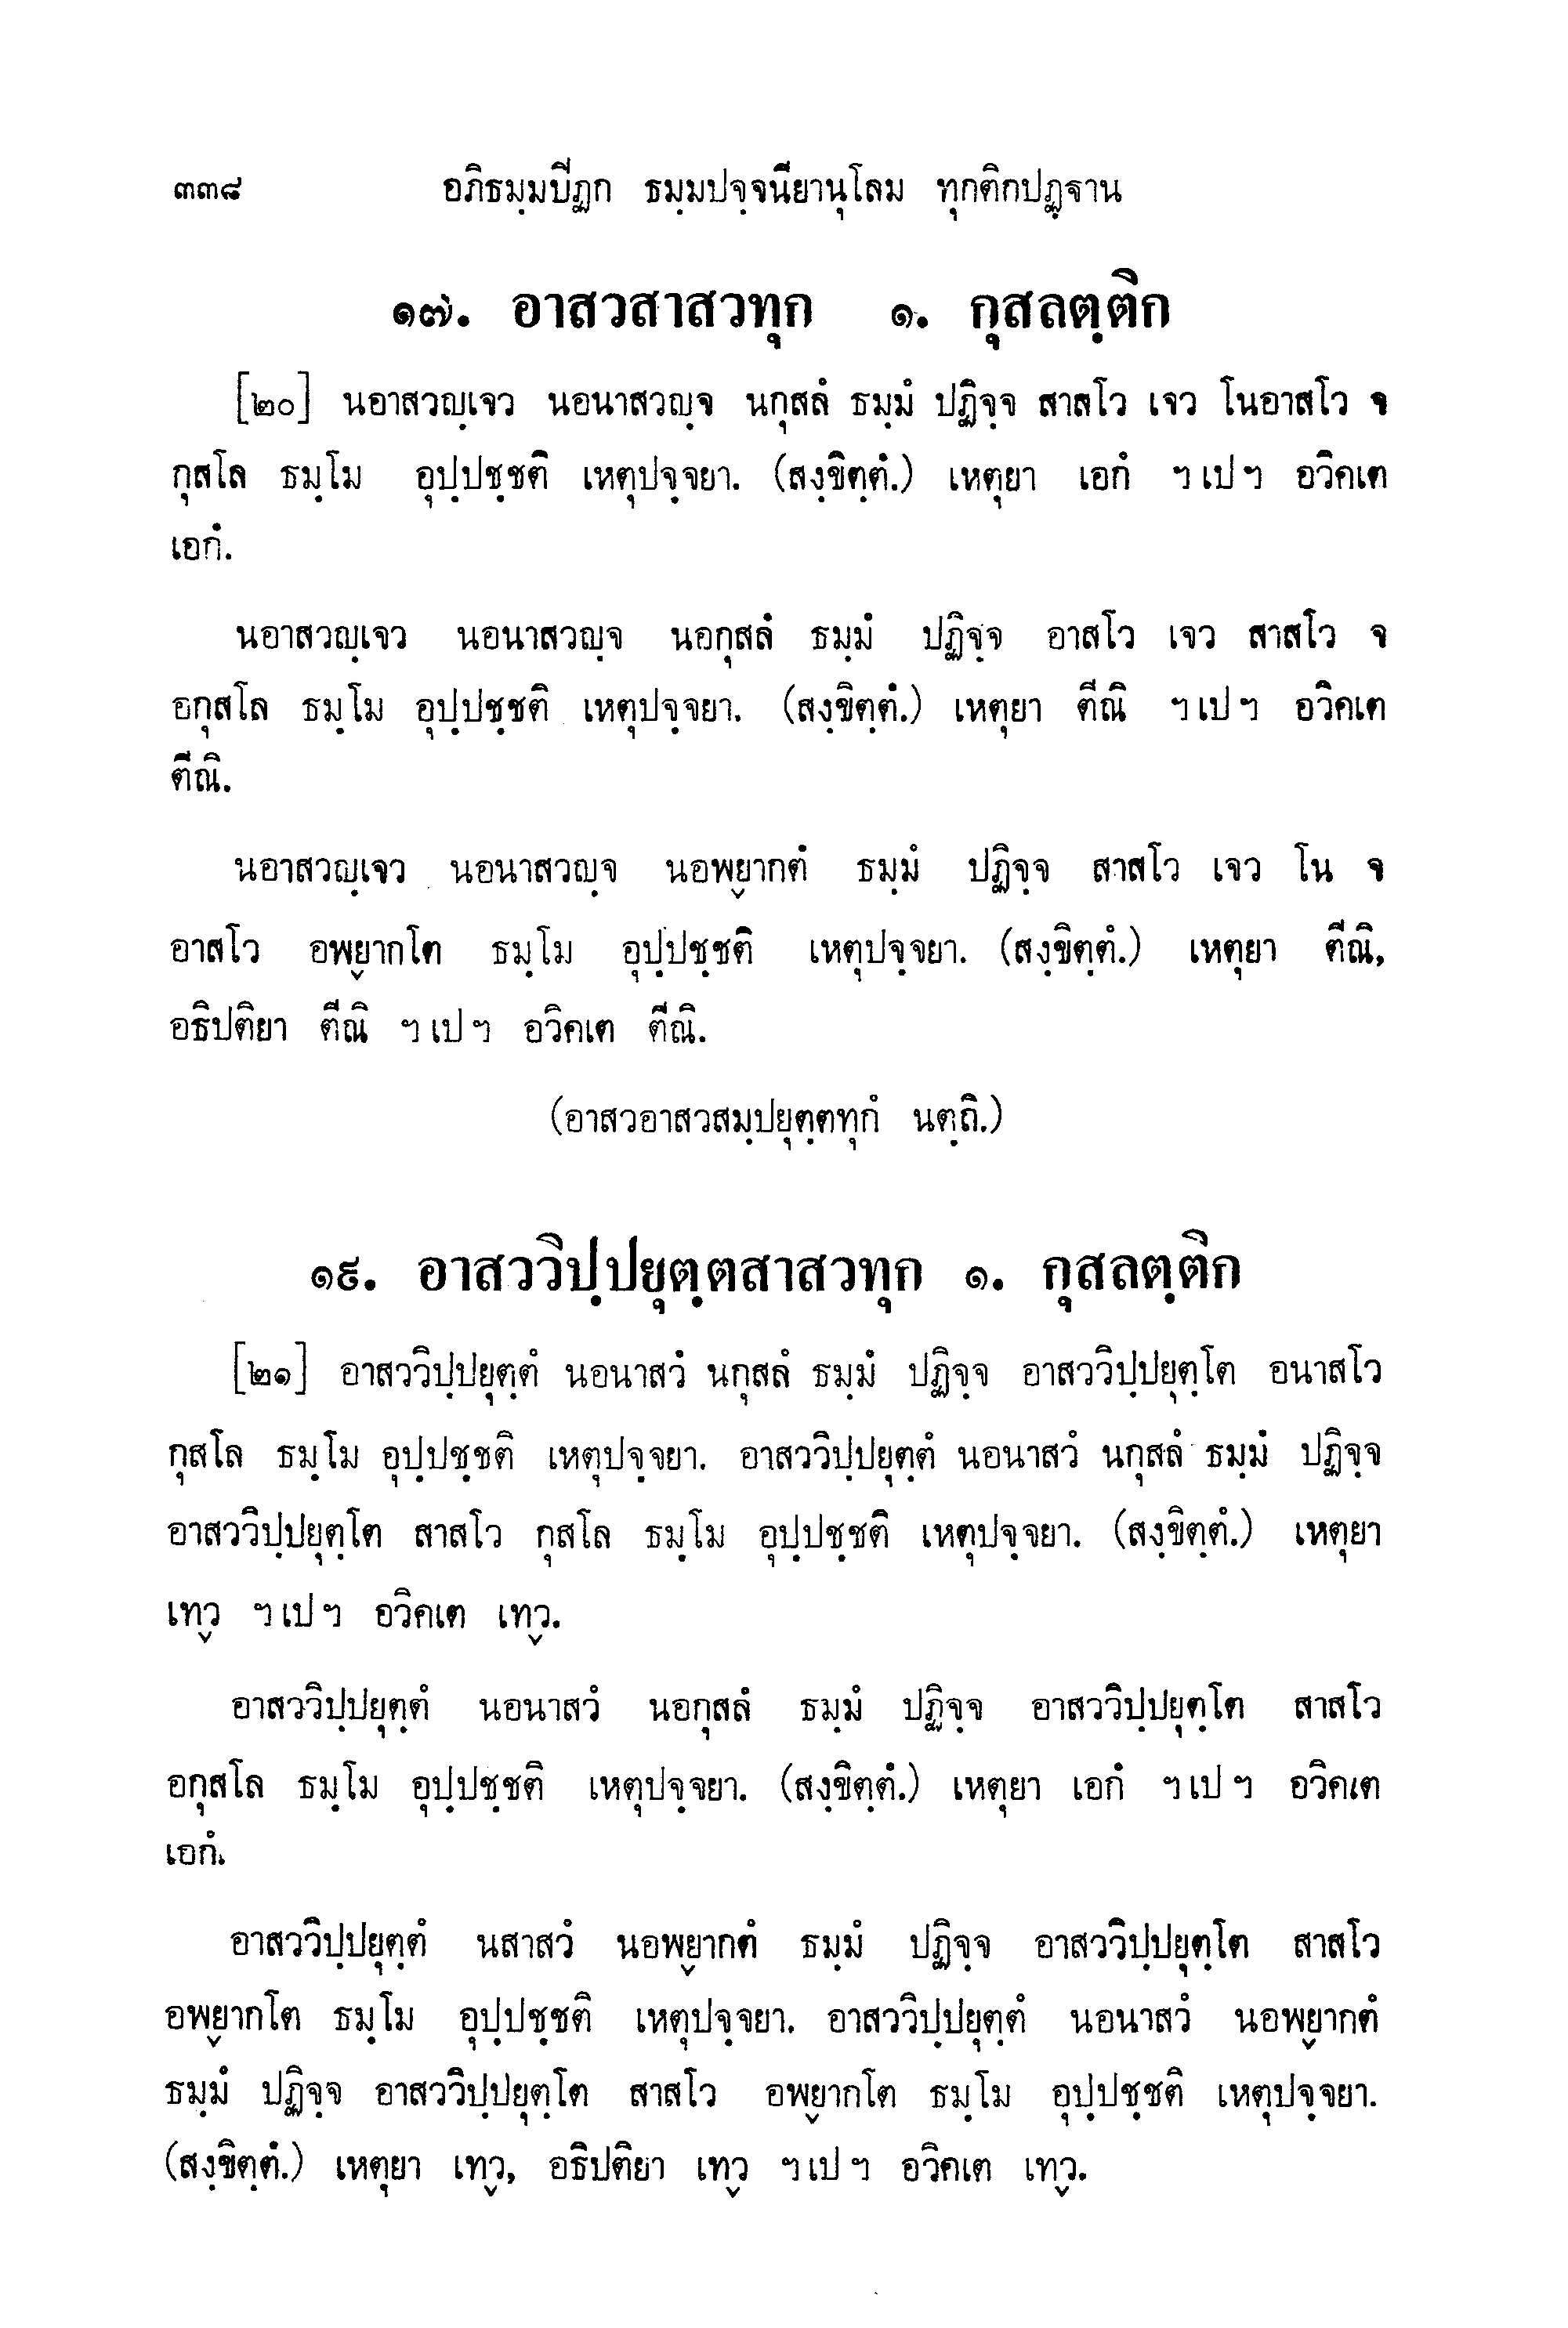 ๓๓๘ อภิธมฺมปีฏก ธมฺมปจฺจนียานุโลม ทุกติกปฏฺฐาน
๑๗. อาสวสาสวทุก ๑. กุสลตฺติก
[๒๐] นอาสวญฺเจว นอนาสวญฺจ นกุสลํ ธมฺมํ ปฏิจฺจ สาสโว เจว โนอาสโว จ
กุสโล ธมฺโม อุปฺปชฺชติ เหตุปจฺจยา. (สงฺขิตฺตํ.) เหตุยา เอกํ ฯ เป ฯ อวิคเต
เอกํ.
นอาสวญฺเจว นอนาสวญฺจ นอกุสลํ ธมฺมํ ปฏิจฺจ อาสโว เจว สาสโว จ
อกุสโล ธมฺโม อุปฺปชฺชติ เหตุปจฺจยา. (สงฺขิตฺตํ.) เหตุยา ตีณิ ฯ เป ฯ อวิคเต
ตีณิ.
นอาสวญฺเจว นอนาสวญฺจ นอพฺยากตํ ธมฺมํ ปฏิจฺจ สาสโว เจว โน จ
อาสโว อพฺยากโต ธมฺโม อุปฺปชฺชติ เหตุปจฺจยา. (สงฺขิตฺตํ.) เหตุยา ตีณิ,
อธิปติยา ตีณิ ฯ เป ฯ อวิคเต ตีณิ.
(อาสวอาสวสมฺปยุตฺตทุกํ นตฺถิ.)
๑๙. อาสววิปฺปยุตฺตสาสวทุก ๑. กุสลตฺติก
[๒๑] อาสววิปฺปยุตฺตํ นอนาสวํ นกุสลํ ธมฺมํ ปฏิจฺจ อาสววิปฺปยุตฺโต อนาสโว
กุสโล ธมฺโม อุปฺปชฺชติ เหตุปจฺจยา. อาสววิปฺปยุตฺตํ นอนาสวํ นกุสลํ ธมฺมํ ปฏิจฺจ
อาสววิปฺปยุตฺโต สาสโว กุสโล ธมฺโม อุปฺปชฺชติ เหตุปจฺจยา. (สงฺขิตฺตํ.) เหตุยา
เทฺว ฯ เป ฯ อวิคเต เทฺว.
อาสววิปฺปยุตฺตํ นอนาสวํ นอกุสลํ ธมฺมํ ปฏิจฺจ อาสววิปฺปยุตฺโต สาสโว
อกุสโล ธมฺโม อุปฺปชฺชติ เหตุปจฺจยา. (สงฺขิตฺตํ.) เหตุยา เอกํ ฯ เป ฯ อวิคเต
เอกํ.
อาสววิปฺปยุตฺตํ นสาสวํ นอพฺยากตํ ธมฺมํ ปฏิจฺจ อาสววิปฺปยุตฺโต สาสโว
อพฺยากโต ธมฺโม อุปฺปชฺชติ เหตุปจฺจยา. อาสววิปฺปยุตฺตํ นอนาสวํ นอพฺยากตํ
ธมฺมํ ปฏิจฺจ อาสววิปฺปยุตฺโต สาสโว อพฺยากโต ธมฺโม อุปฺปชฺชติ เหตุปจฺจยา.
(สงฺขิตฺตํ.) เหตุยา เทฺว, อธิปติยา เทฺว ฯ เป ฯ อวิคเต เทฺว.